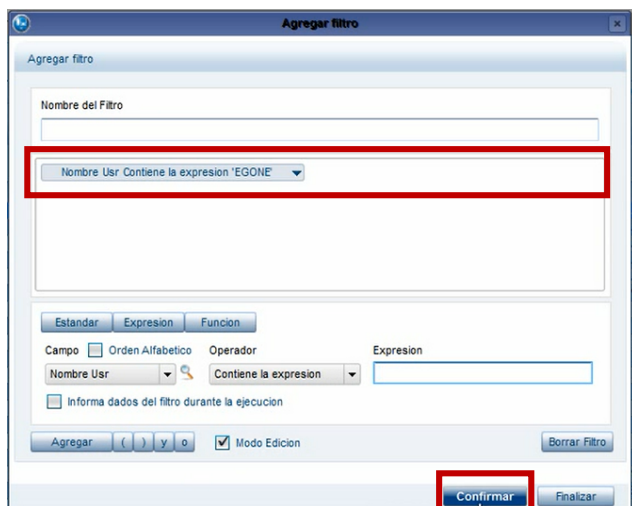 Agregar filtro
Agregar filtro
Nombre del Filtro
Nombre Usr Contiene la expresion 'EGONE'
Estandar Expresion Funcion
Campo Orden Alfabetico Operador Expresion
Nombre Usr Contiene la expresion
Informa dados del filtro durante la ejecucion
Agregar ( ) y o Modo Edicion Borrar Filtro
Confirmar Finalizar